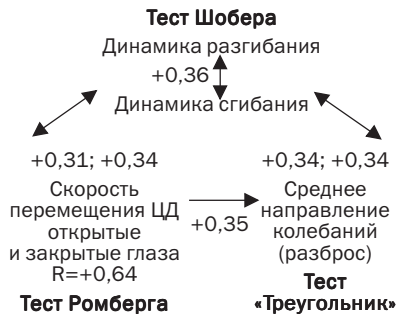 Тест Шобера
Динамика разгибания
+0,36
Динамика сгибания
+0,31; +0,34
Скорость
перемещения ЦД
открытые
и закрытые глаза
R=+0,64
Тест Ромберга
+0,35
+0,34; +0,34
Среднее
направление
колебаний
(разброс)
Тест
«Треугольник»